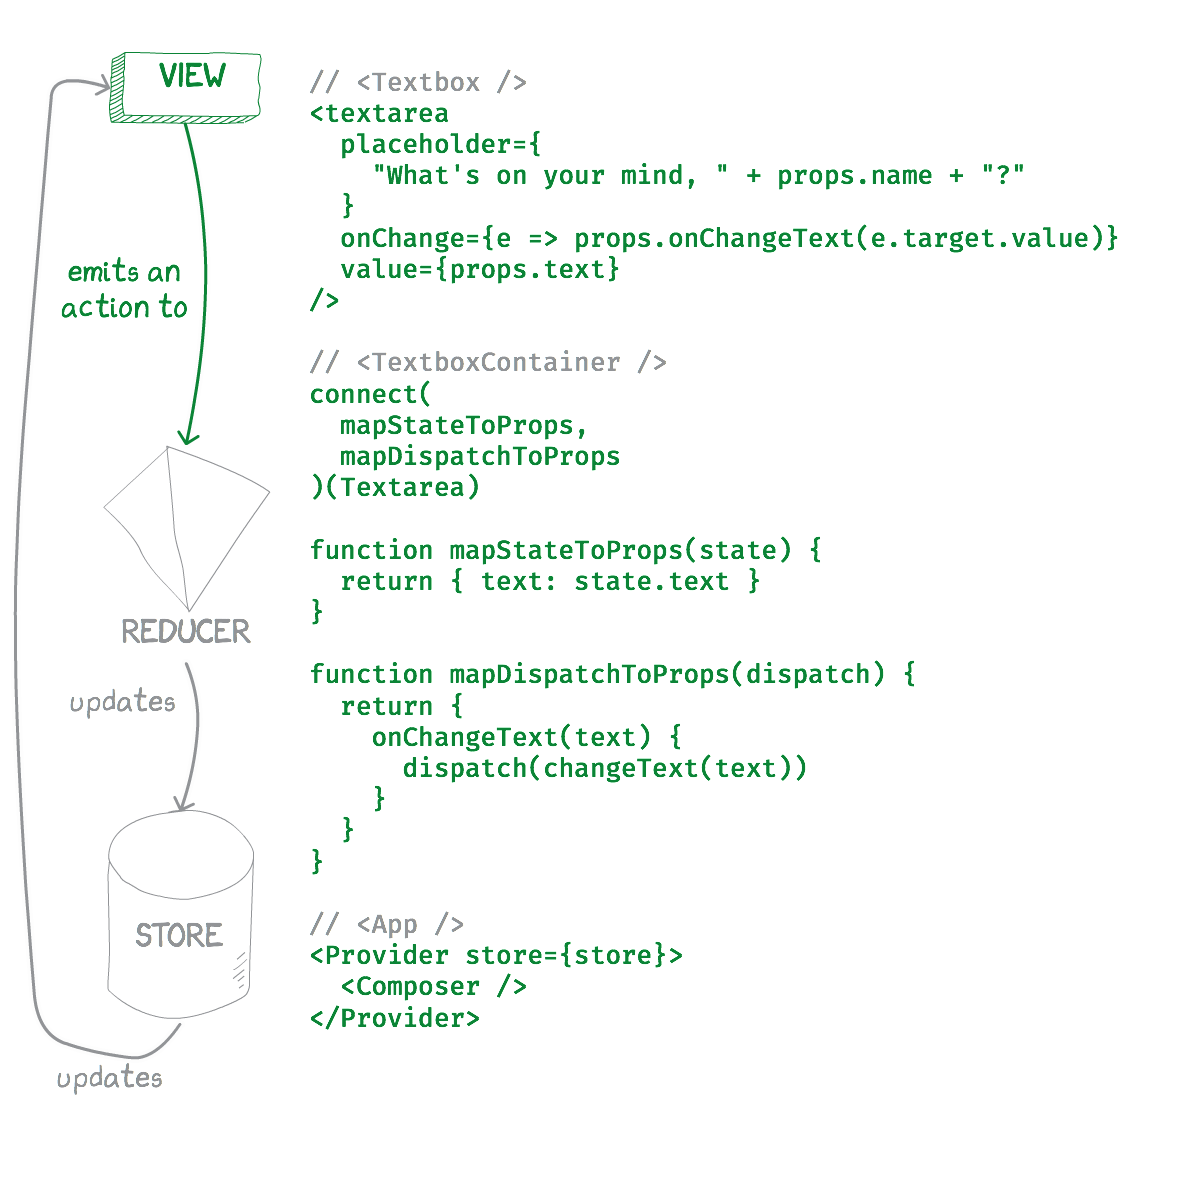 VIEW
emits an
action to
REDUCER
updates
STORE
updates
// <Textbox />
<textarea
  placeholder={
    "What's on your mind, " + props.name + "?"
  }
  onChange={e => props.onChangeText(e.target.value)}
  value={props.text}
/>
// <TextboxContainer />
connect(
  mapStateToProps,
  mapDispatchToProps
)(Textarea)
function mapStateToProps(state) {
  return { text: state.text }
}
function mapDispatchToProps(dispatch) {
  return {
    onChangeText(text) {
      dispatch(changeText(text))
    }
  }
}
// <App />
<Provider store={store}>
  <Composer />
</Provider>